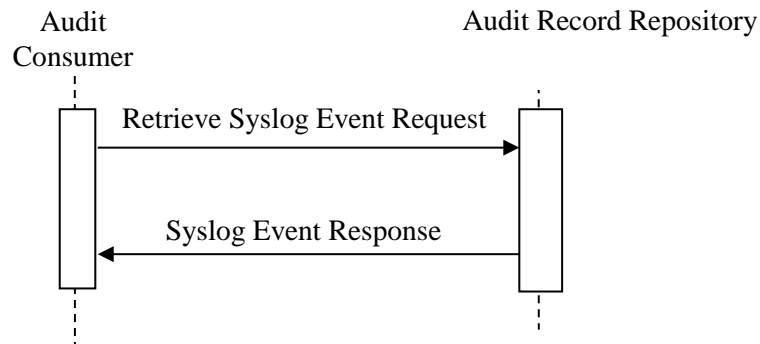 Audit
Consumer
Audit Record Repository
Retrieve Syslog Event Request
Syslog Event Response